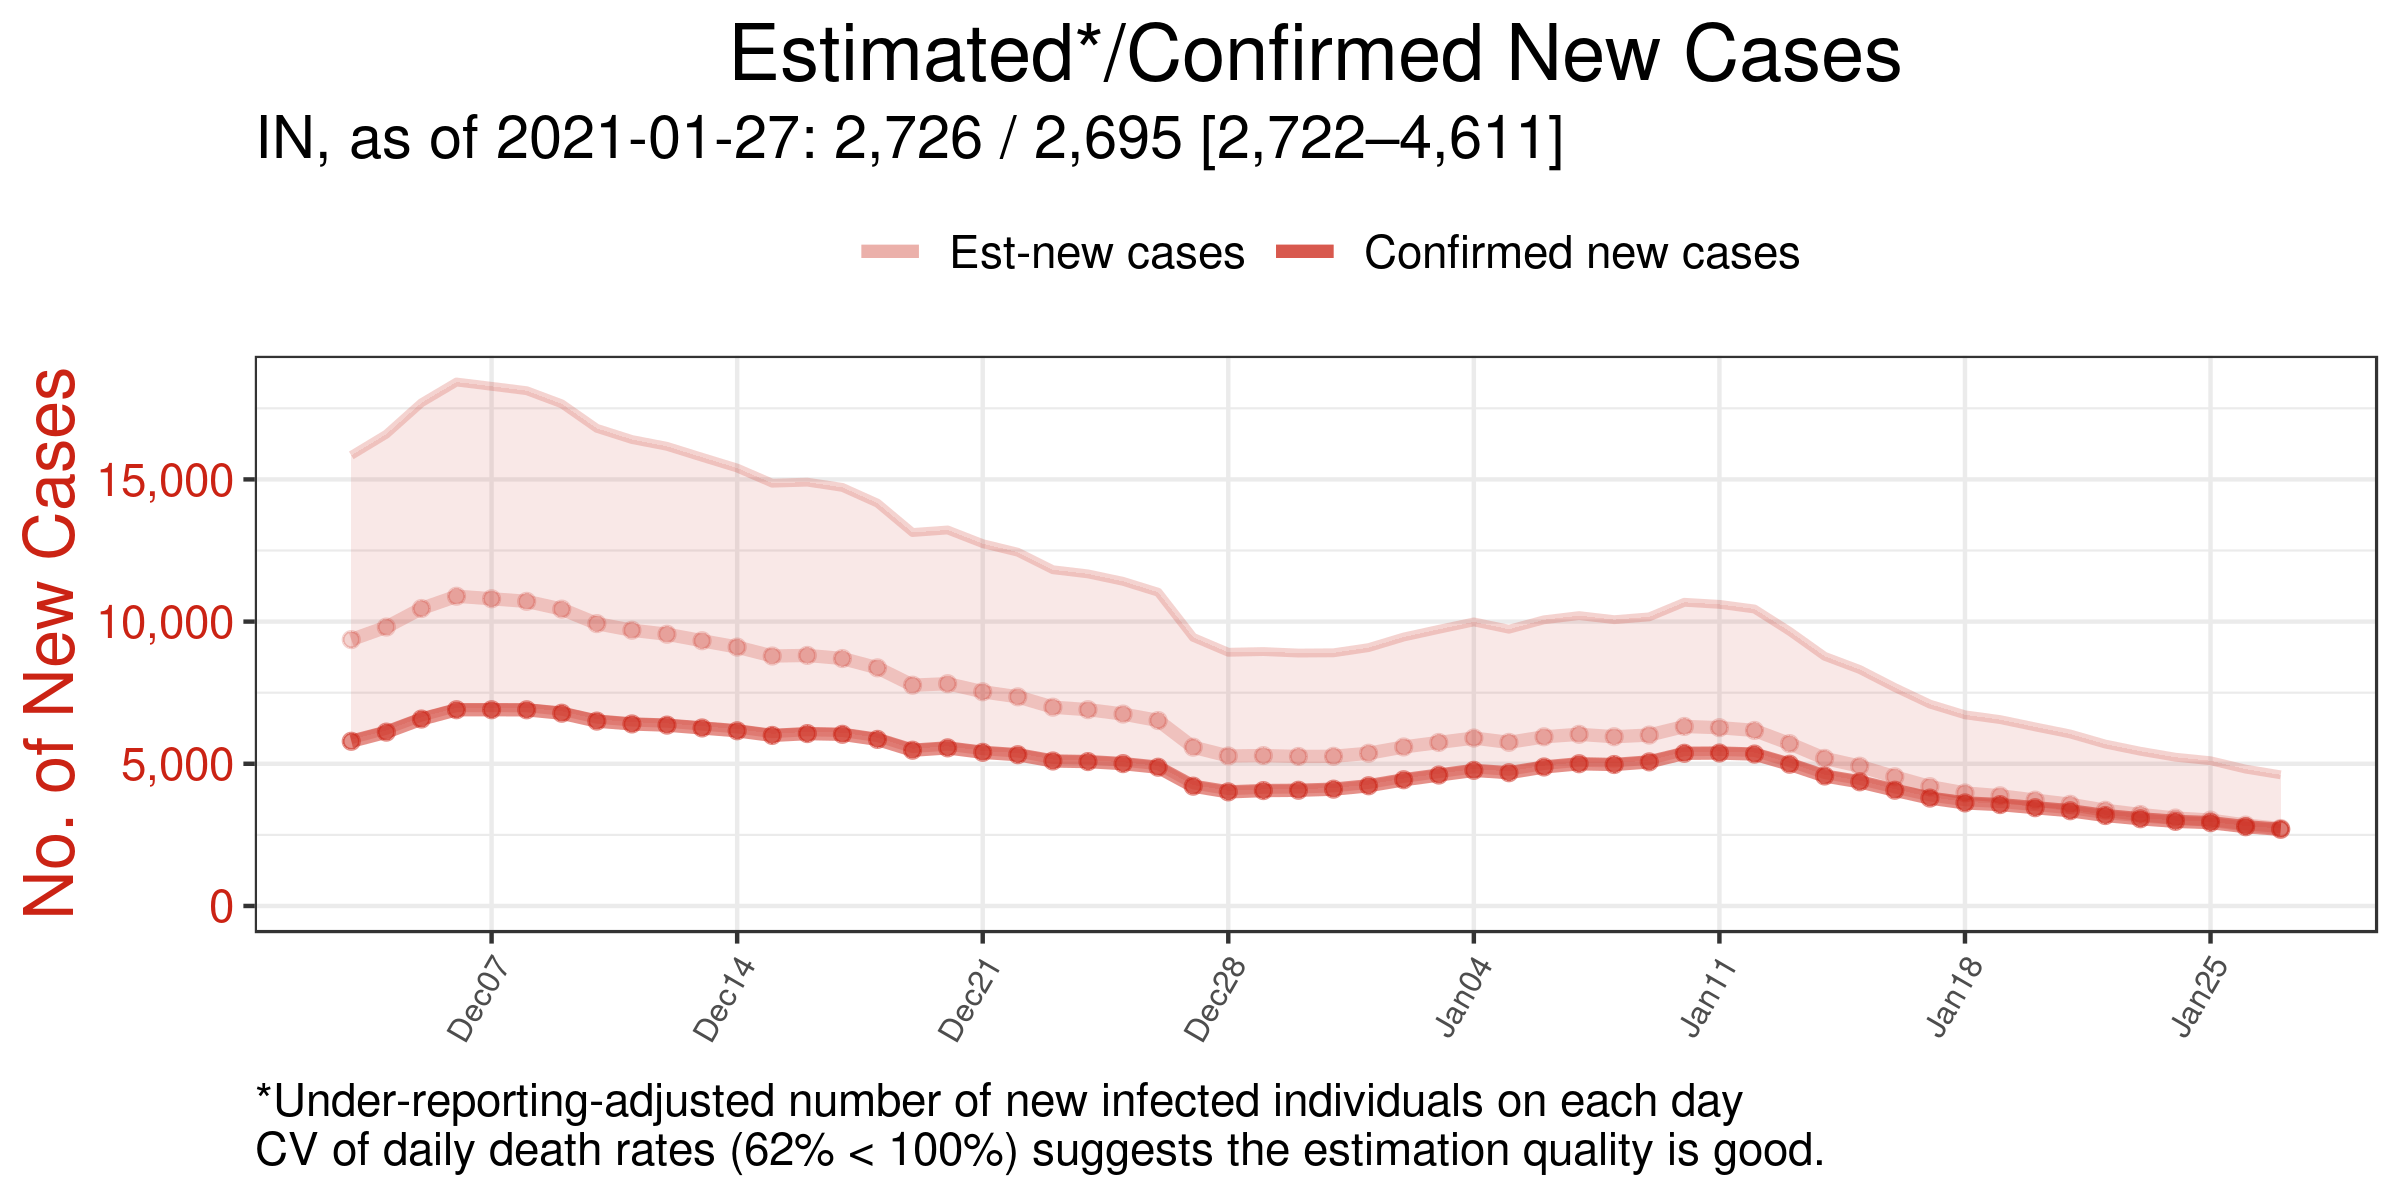 Estimated*/Confirmed New Cases
IN, as of 2021-01-27: 2,726 / 2,695 [2,722–4,611]
Est-new cases
Confirmed new cases
No. of New Cases
15,000
10,000
5,000
0
Dec07
Dec14
Dec21
Dec28
Jan04
Jan11
Jan18
Jan25
*Under-reporting-adjusted number of new infected individuals on each day
CV of daily death rates (62% < 100%) suggests the estimation quality is good.